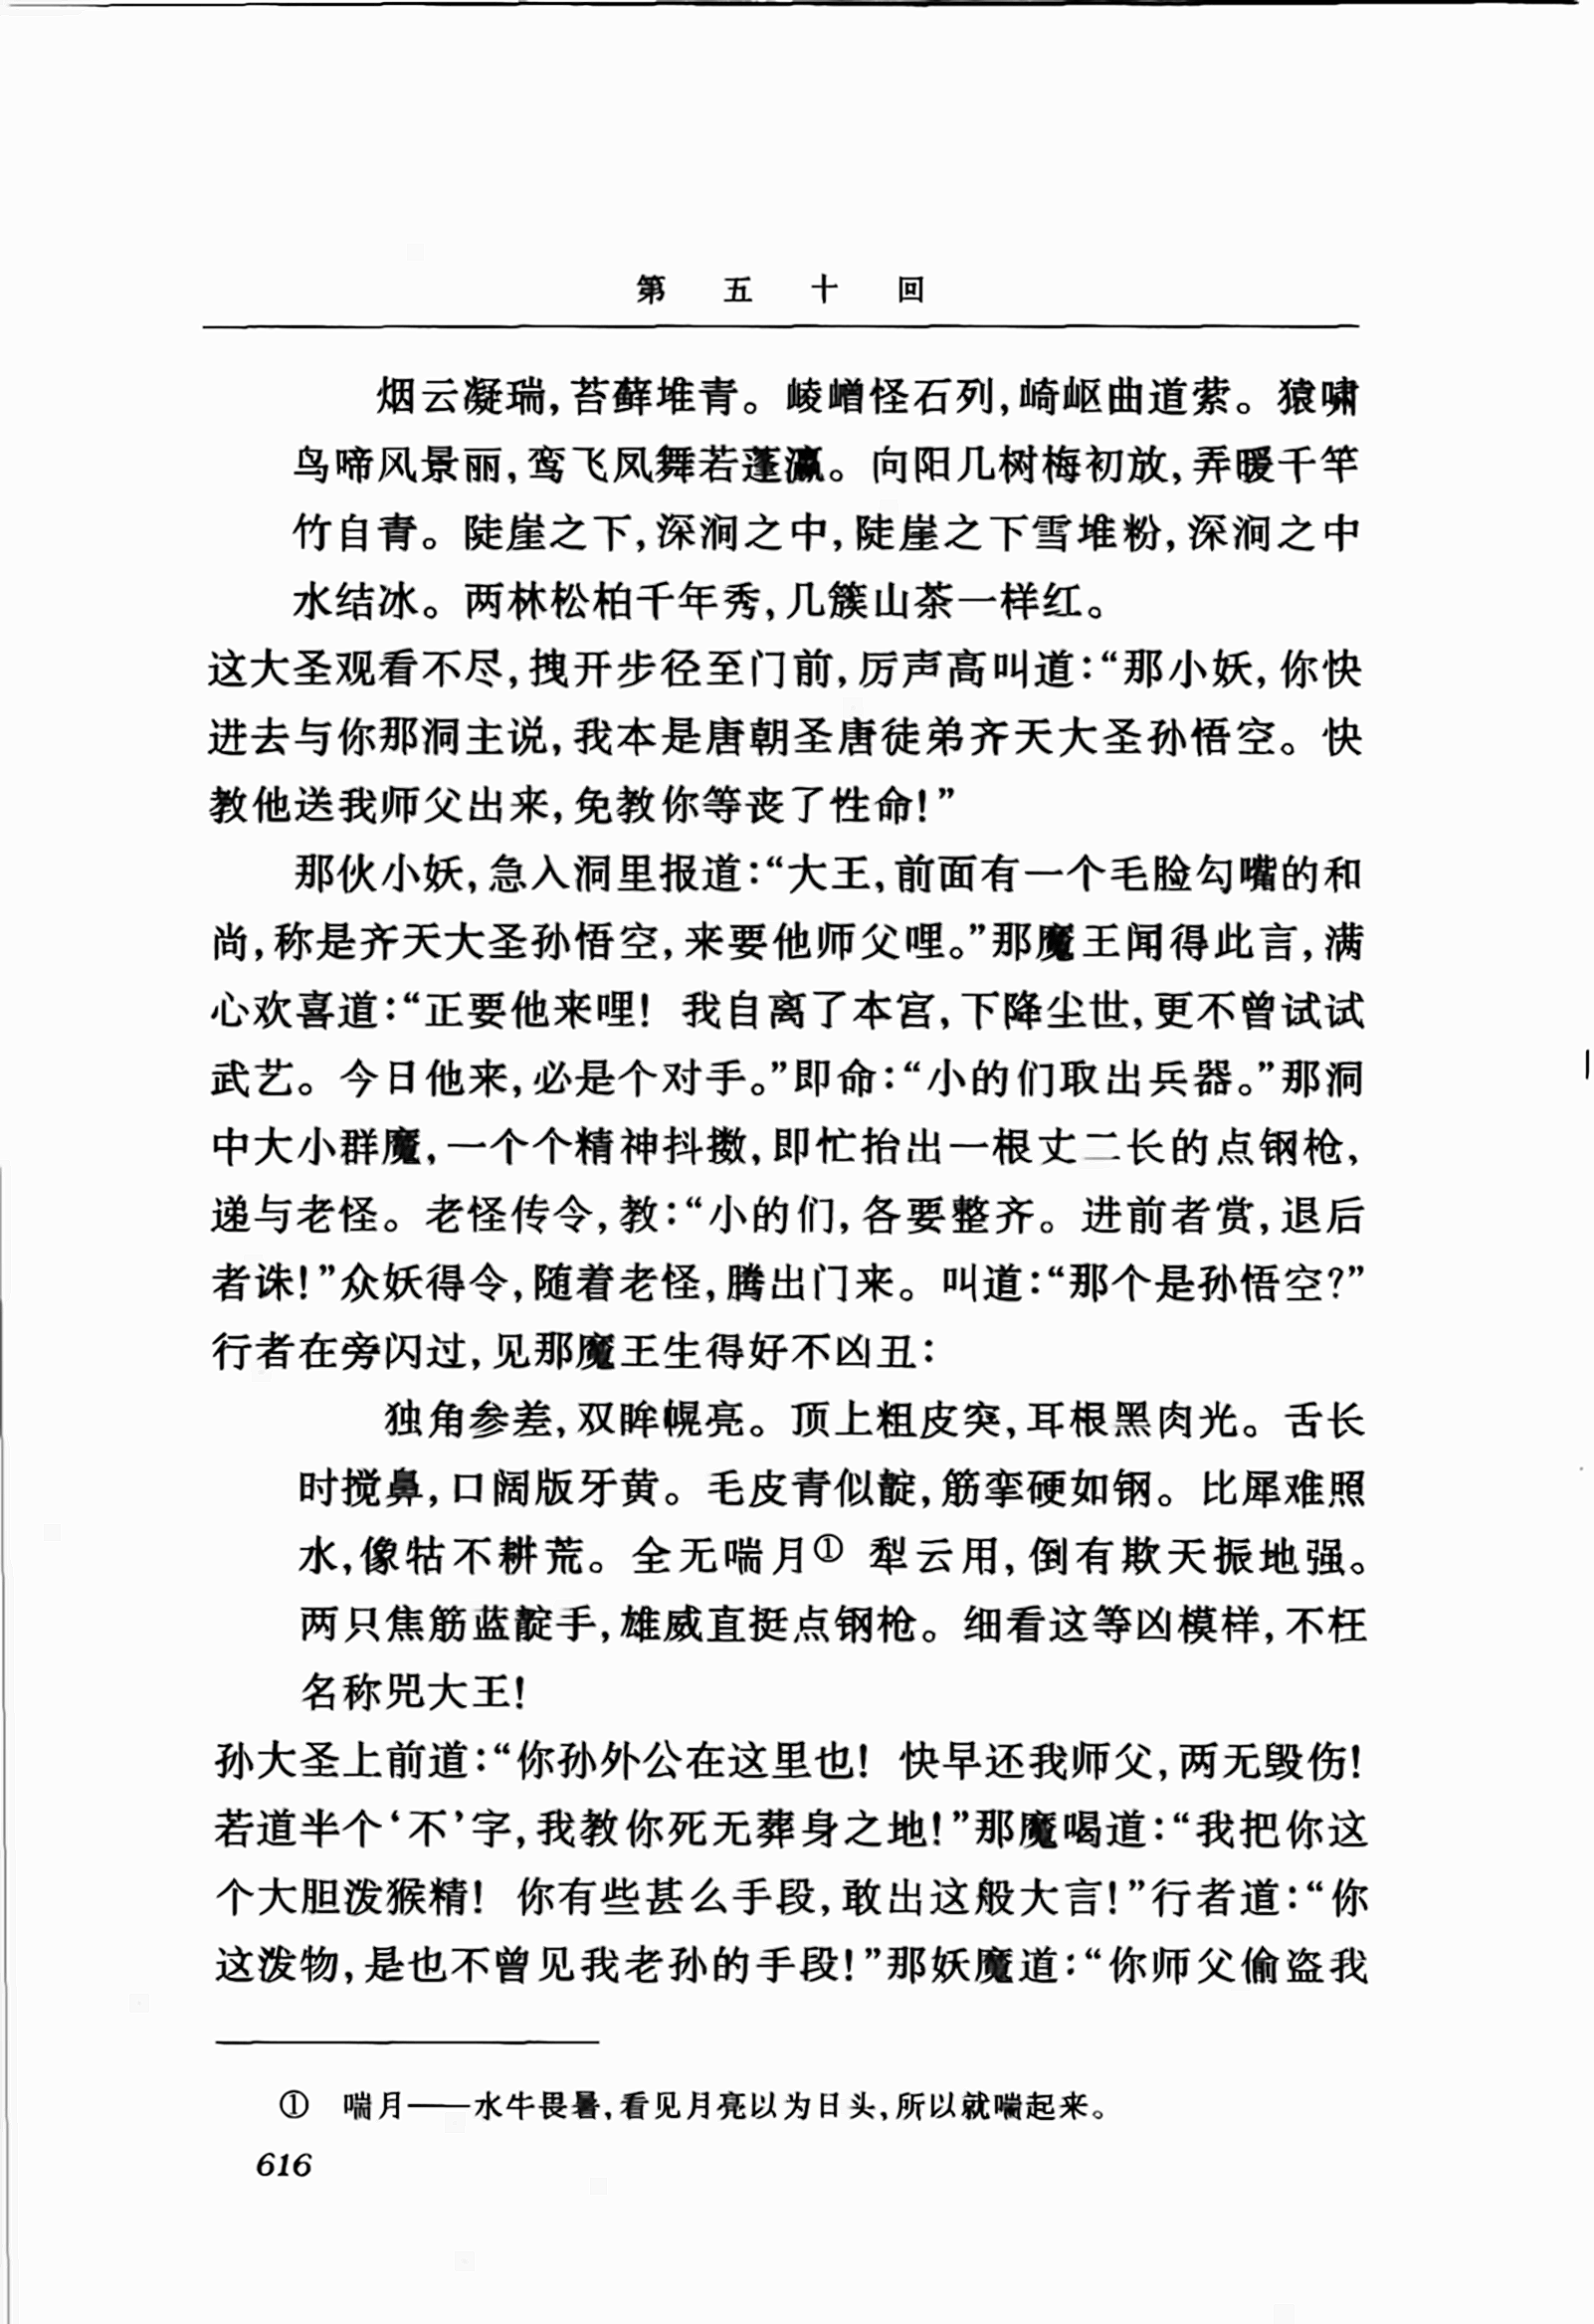 第五十回
烟云凝瑞，苔藓堆青。崚嶒怪石列，崎岖曲道萦。猿啸
鸟啼风景丽，鸾飞凤舞若蓬瀛。向阳几树梅初放，弄暖千竿
竹自青。陡崖之下，深涧之中，陡崖之下雪堆粉，深涧之中
水结冰。两林松柏千年秀，几簇山茶一样红。
这大圣观看不尽，拽开步径至门前，厉声高叫道：“那小妖，你快
进去与你那洞主说，我本是唐朝圣唐徒弟齐天大圣孙悟空。快
教他送我师父出来，免教你等丧了性命！”
那伙小妖，急入洞里报道：“大王，前面有一个毛脸勾嘴的和
尚，称是齐天大圣孙悟空，来要他师父哩。”那魔王闻得此言，满
心欢喜道：“正要他来哩！我自离了本宫，下降尘世，更不曾试试
武艺。今日他来，必是个对手。”即命：“小的们取出兵器。”那洞
中大小群魔，一个个精神抖擞，即忙抬出一根丈二长的点钢枪，
递与老怪。老怪传令，教：“小的们，各要整齐。进前者赏，退后
者诛！”众妖得令，随着老怪，腾出门来。叫道：“那个是孙悟空？”
行者在旁闪过，见那魔王生得好不凶丑：
独角参差，双眸幌亮。顶上粗皮突，耳根黑肉光。舌长
时搅鼻，口阔版牙黄。毛皮青似靛，筋挛硬如钢。比犀难照
水，像牯不耕荒。全无喘月① 犁云用，倒有欺天振地强。
两只焦筋蓝靛手，雄威直挺点钢枪。细看这等凶模样，不枉
名称兕大王！
孙大圣上前道：“你孙外公在这里也！快早还我师父，两无毁伤！
若道半个‘不’字，我教你死无葬身之地！”那魔喝道：“我把你这
个大胆泼猴精！你有些甚么手段，敢出这般大言！”行者道：“你
这泼物，是也不曾见我老孙的手段！”那妖魔道：“你师父偷盗我
① 喘月——水牛畏暑，看见月亮以为日头，所以就喘起来。
616